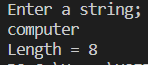 Enter a string;
computer
Length = 8